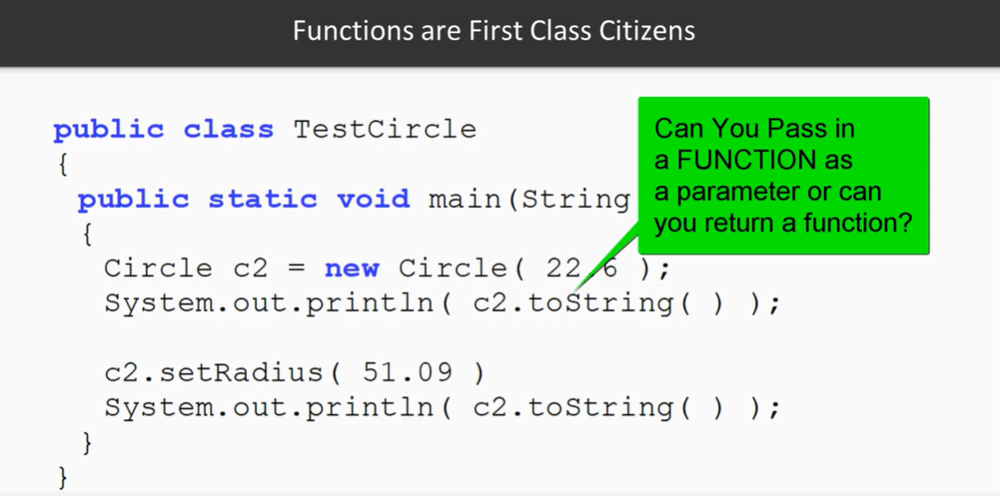 Functions are First Class Citizens
public class TestCircle
{
public static void main(String
{
Circle c2 = new Circle( 22.6 );
System.out.println( c2.toString( ) );
c2.setRadius( 51.09 )
System.out.println( c2.toString( ) );
}
}
Can You Pass in
a FUNCTION as
a parameter or can
you return a function?